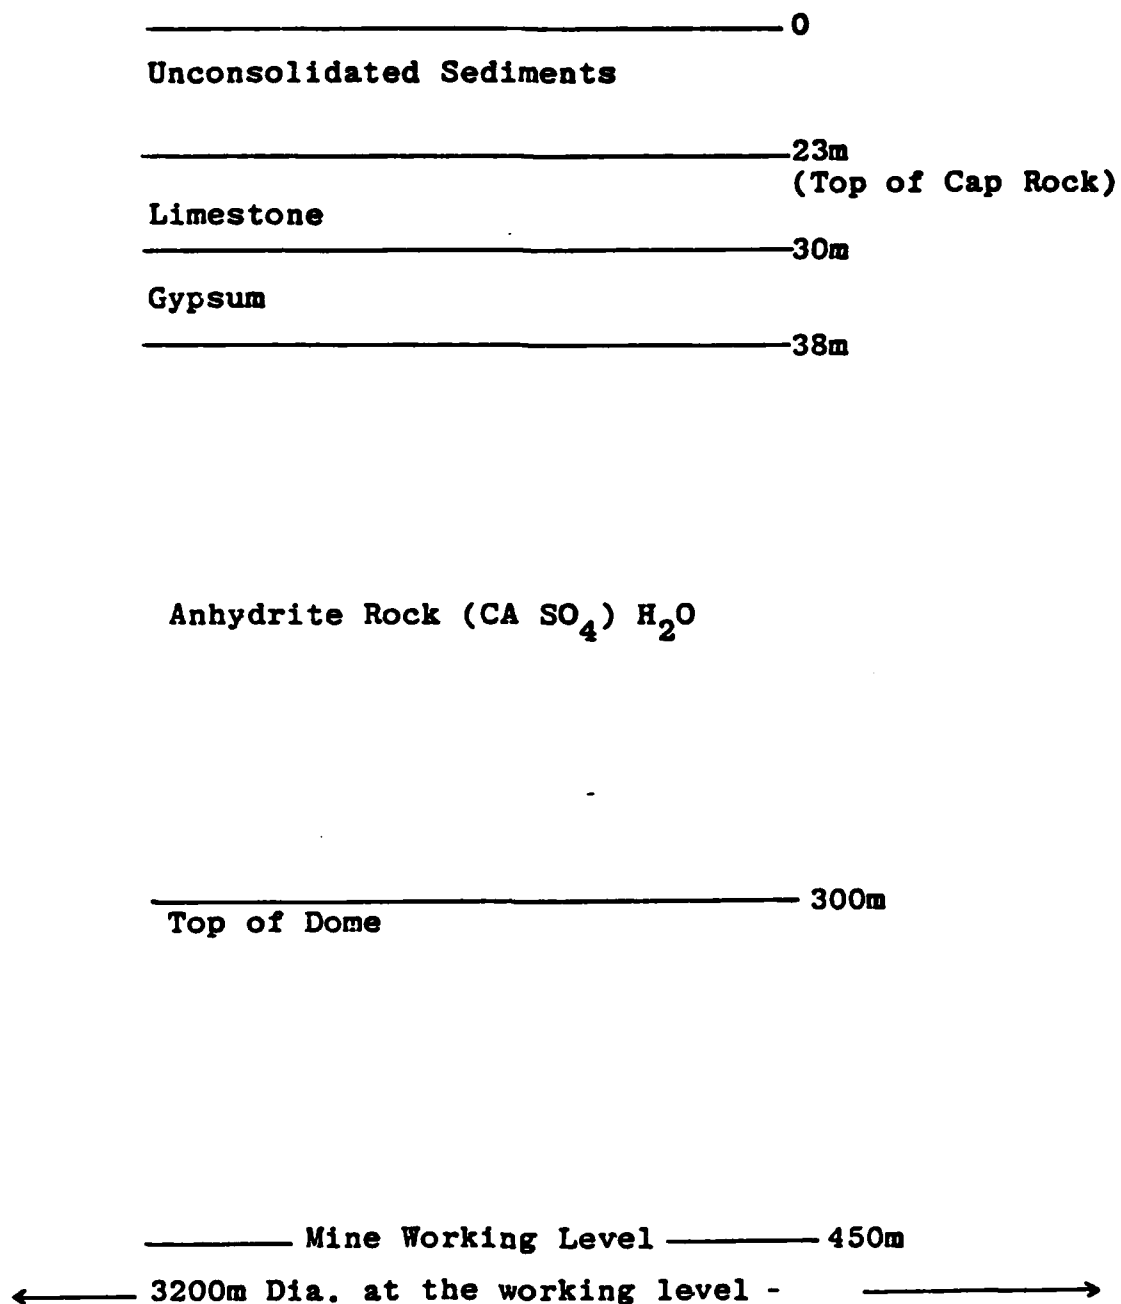 0
Unconsolidated Sediments
23m
(Top of Cap Rock)
Limestone
30m
Gypsum
38m
Anhydrite Rock (CA SO₄) H₂O
300m
Top of Dome
Mine Working Level 450m
3200m Dia. at the working level -